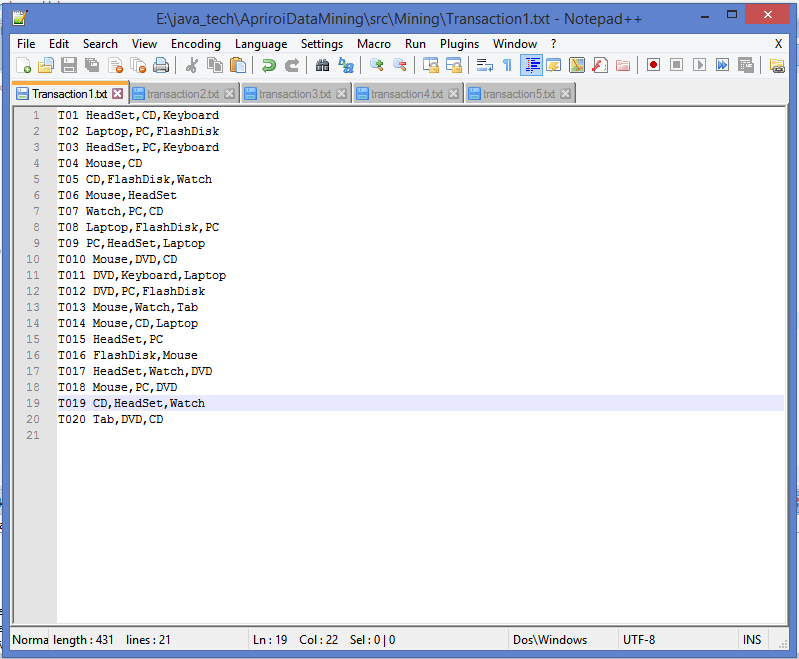 E:\java_tech\ApriroiDataMining\src\Mining\Transaction1.txt - Notepad++
File Edit Search View Encoding Language Settings Macro Run Plugins Window ? X
Transaction1.txt transaction2.txt transaction3.txt transaction4.txt transaction5.txt
1 T01 HeadSet,CD,Keyboard
2 T02 Laptop,PC,FlashDisk
3 T03 HeadSet,PC,Keyboard
4 T04 Mouse,CD
5 T05 CD,FlashDisk,Watch
6 T06 Mouse,HeadSet
7 T07 Watch,PC,CD
8 T08 Laptop,FlashDisk,PC
9 T09 PC,HeadSet,Laptop
10 T010 Mouse,DVD,CD
11 T011 DVD,Keyboard,Laptop
12 T012 DVD,PC,FlashDisk
13 T013 Mouse,Watch,Tab
14 T014 Mouse,CD,Laptop
15 T015 HeadSet,PC
16 T016 FlashDisk,Mouse
17 T017 HeadSet,Watch,DVD
18 T018 Mouse,PC,DVD
19 T019 CD,HeadSet,Watch
20 T020 Tab,DVD,CD
21
Norma length : 431 lines : 21 Ln : 19 Col : 22 Sel : 0 | 0 Dos\Windows UTF-8 INS